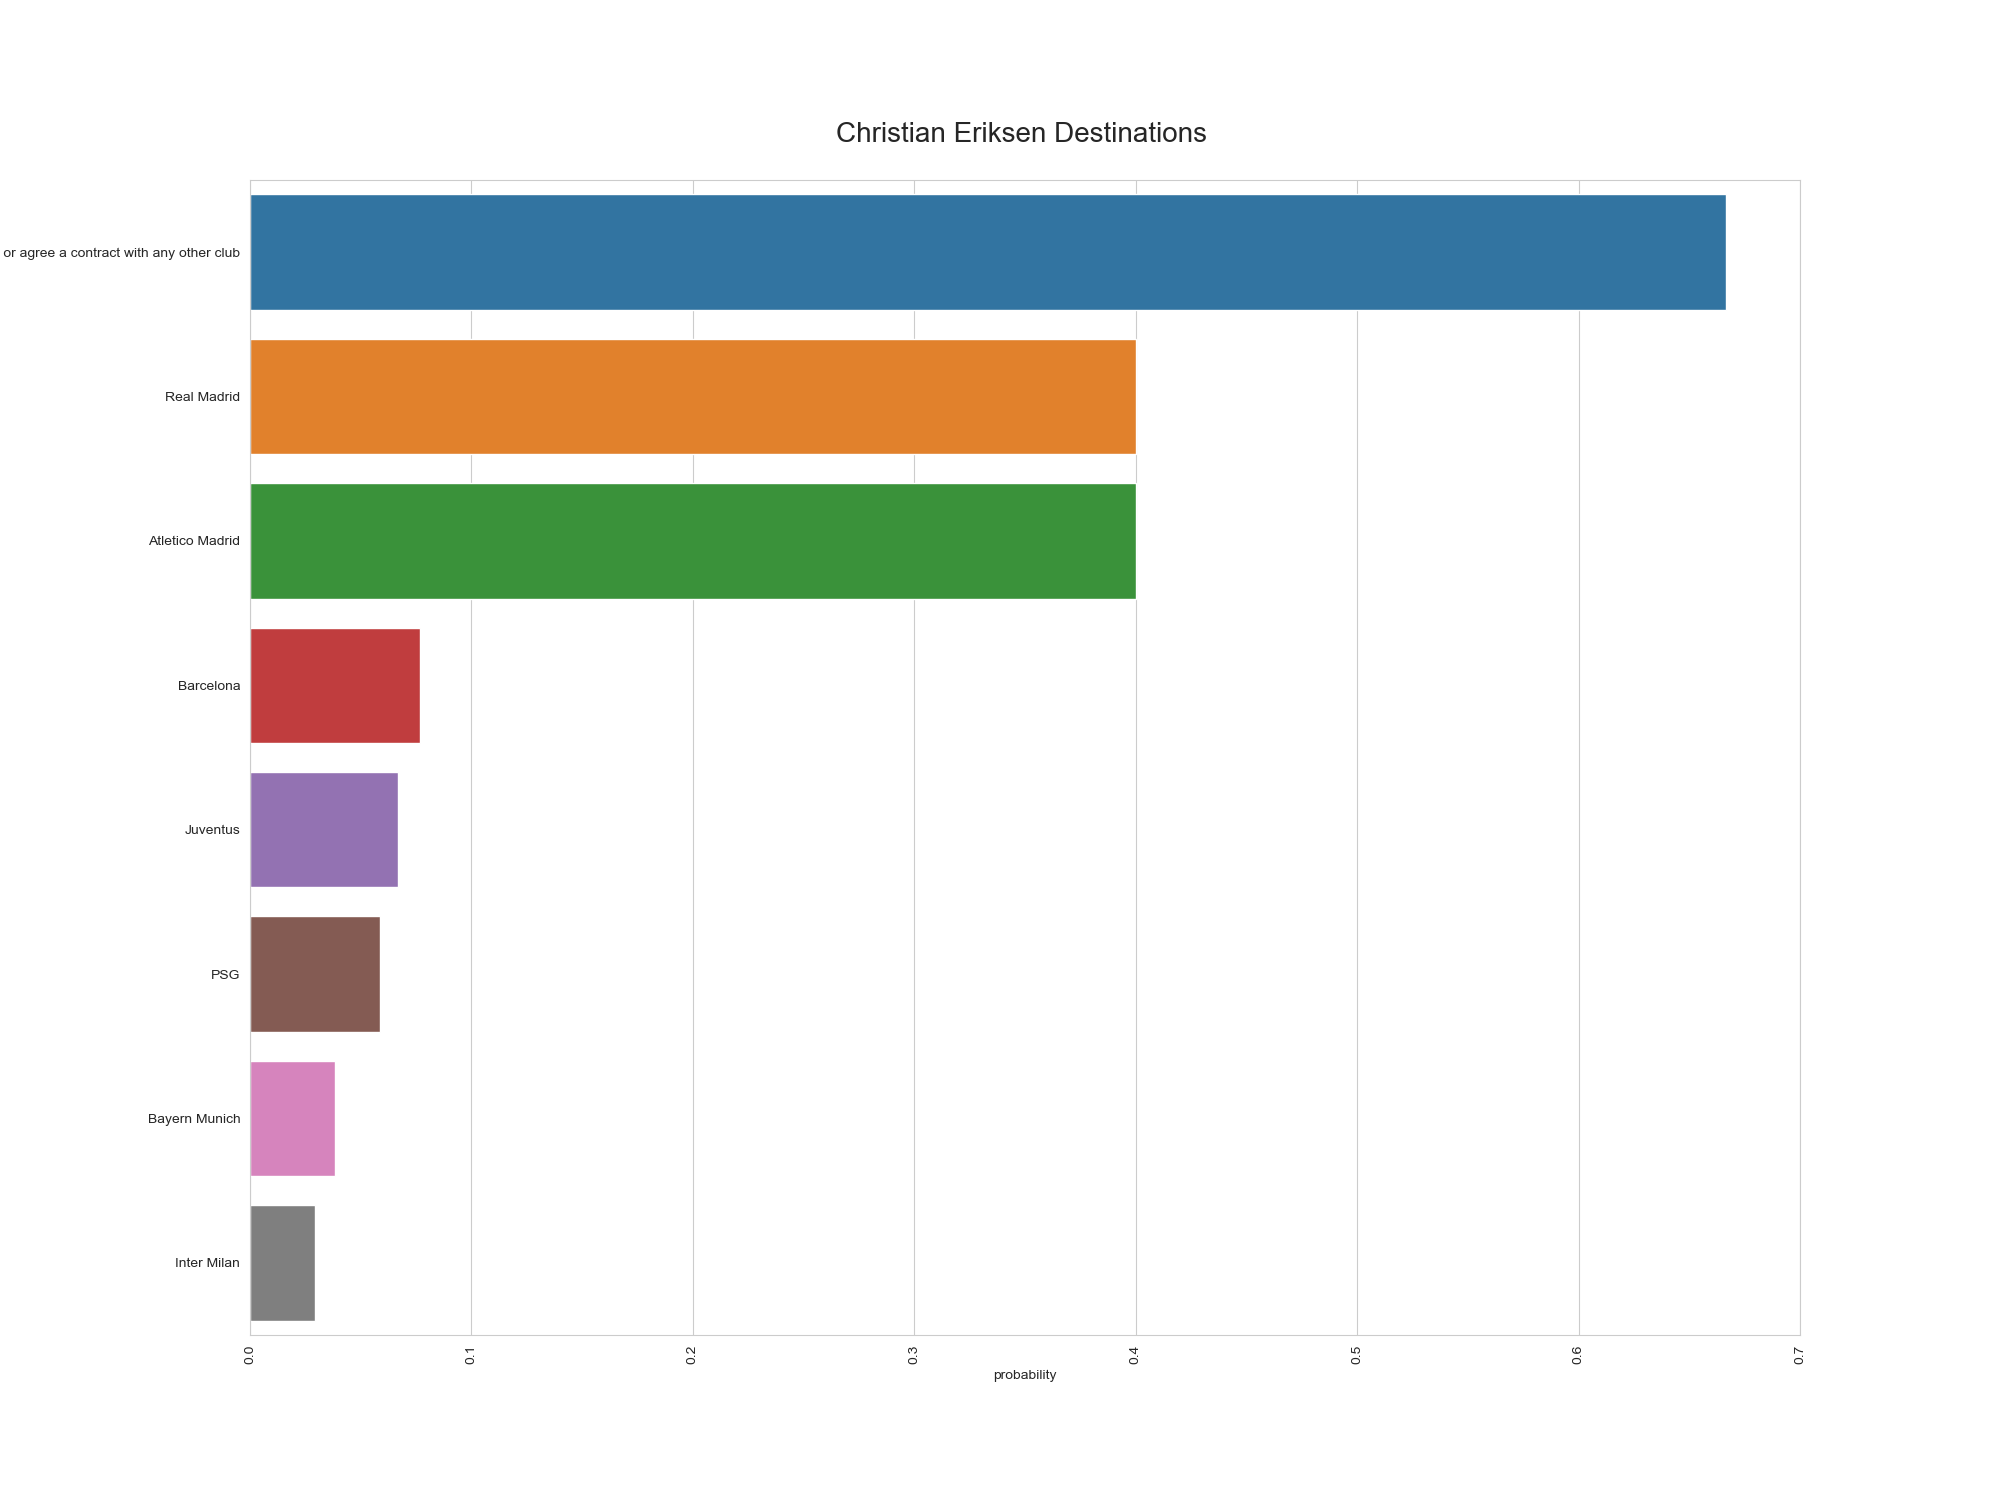 Christian Eriksen Destinations
or agree a contract with any other club
Real Madrid
Atletico Madrid
Barcelona
Juventus
PSG
Bayern Munich
Inter Milan
0.0 0.1 0.2 0.3 0.4 0.5 0.6 0.7
probability